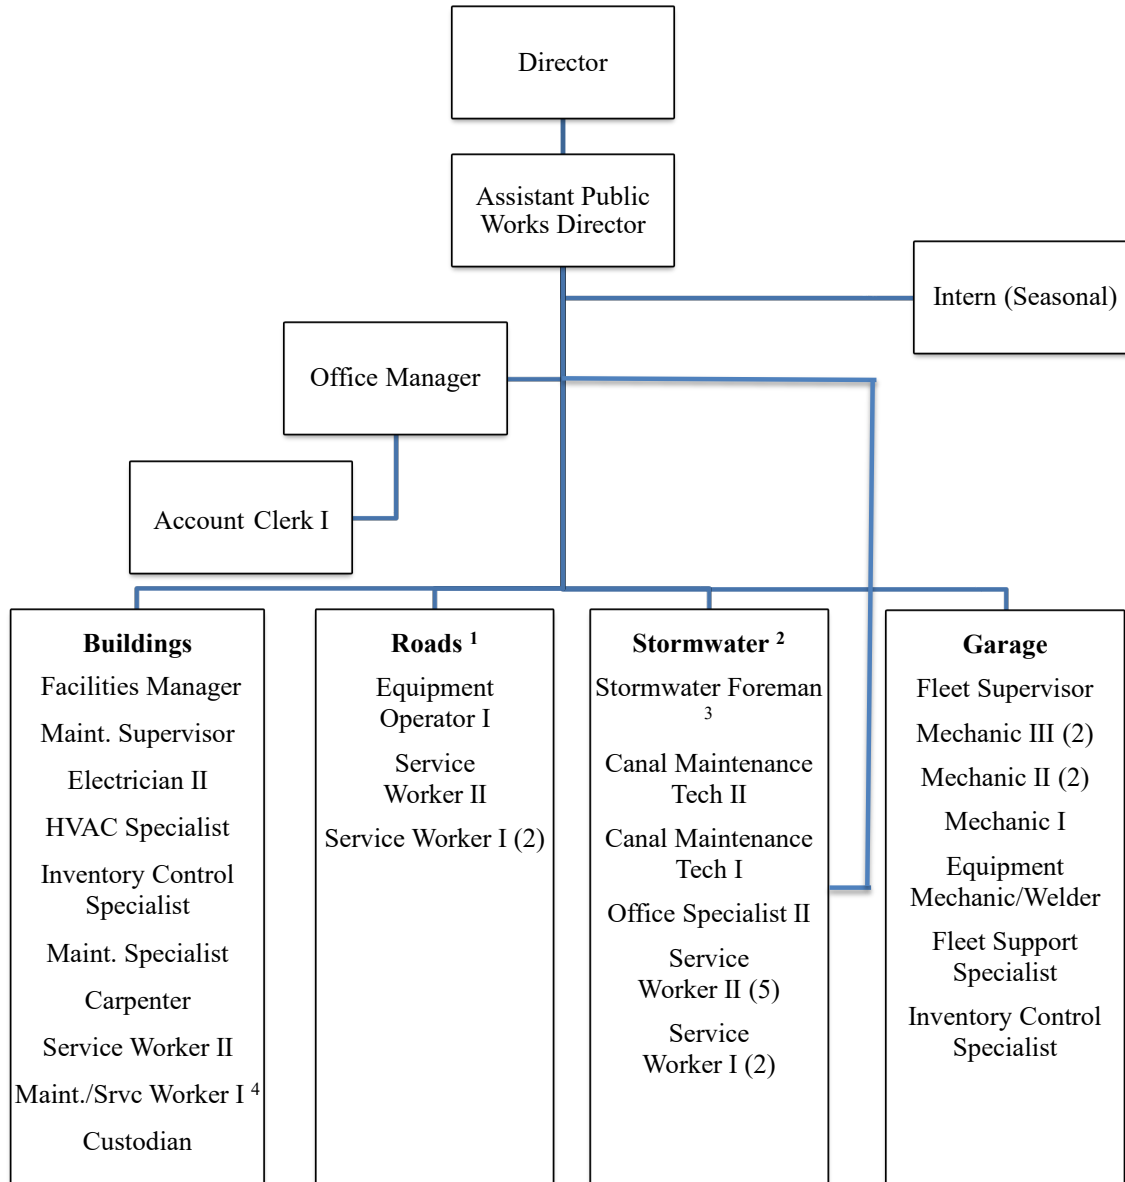 Director
Assistant Public
Works Director
Intern (Seasonal)
Office Manager
Account Clerk I
Buildings
Facilities Manager
Maint. Supervisor
Electrician II
HVAC Specialist
Inventory Control
Specialist
Maint. Specialist
Carpenter
Service Worker II
Maint./Srvc Worker I 4
Custodian
Roads 1
Equipment
Operator I
Service
Worker II
Service Worker I (2)
Stormwater 2
Stormwater Foreman
3
Canal Maintenance
Tech II
Canal Maintenance
Tech I
Office Specialist II
Service
Worker II (5)
Service
Worker I (2)
Garage
Fleet Supervisor
Mechanic III (2)
Mechanic II (2)
Mechanic I
Equipment
Mechanic/Welder
Fleet Support
Specialist
Inventory Control
Specialist